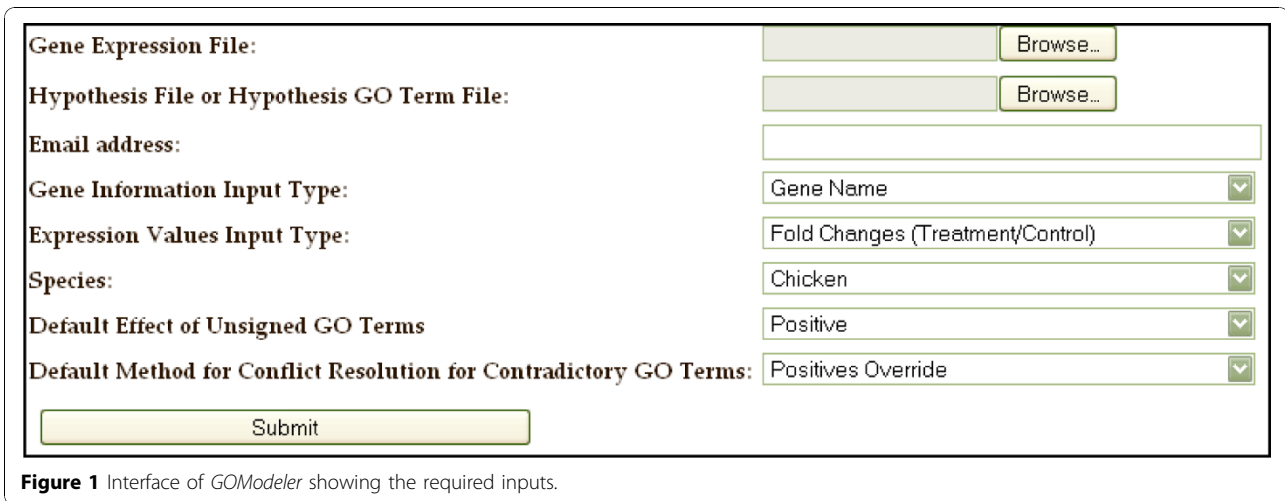 Gene Expression File: Browse...
Hypothesis File or Hypothesis GO Term File: Browse...
Email address:
Gene Information Input Type: Gene Name
Expression Values Input Type: Fold Changes (Treatment/Control)
Species: Chicken
Default Effect of Unsigned GO Terms Positive
Default Method for Conflict Resolution for Contradictory GO Terms: Positives Override
Submit
Figure 1 Interface of GOModeler showing the required inputs.